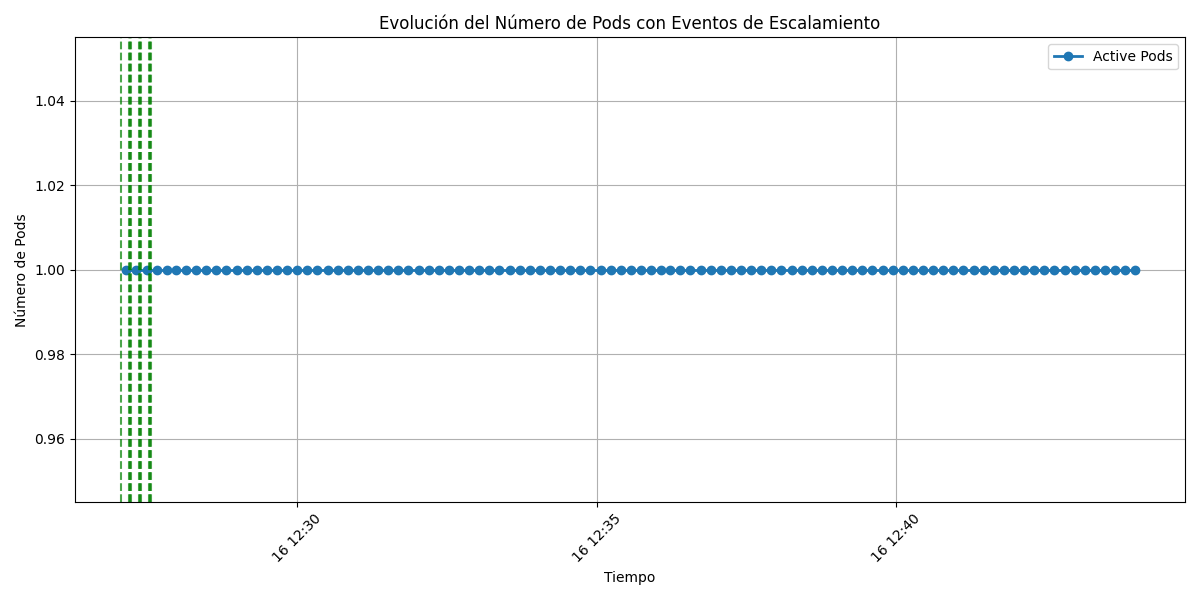 Evolución del Número de Pods con Eventos de Escalamiento
Active Pods
Número de Pods
1.04
1.02
1.00
0.98
0.96
16 12:30
16 12:35
16 12:40
Tiempo